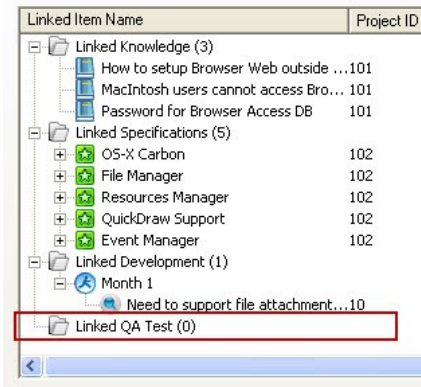 Linked Item Name Project ID
Linked Knowledge (3)
How to setup Browser Web outside ...101
MacIntosh users cannot access Bro... 101
Password for Browser Access DB 101
Linked Specifications (5)
OS-X Carbon 102
File Manager 102
Resources Manager 102
QuickDraw Support 102
Event Manager 102
Linked Development (1)
Month 1
Need to support file attachment...10
Linked QA Test (0)